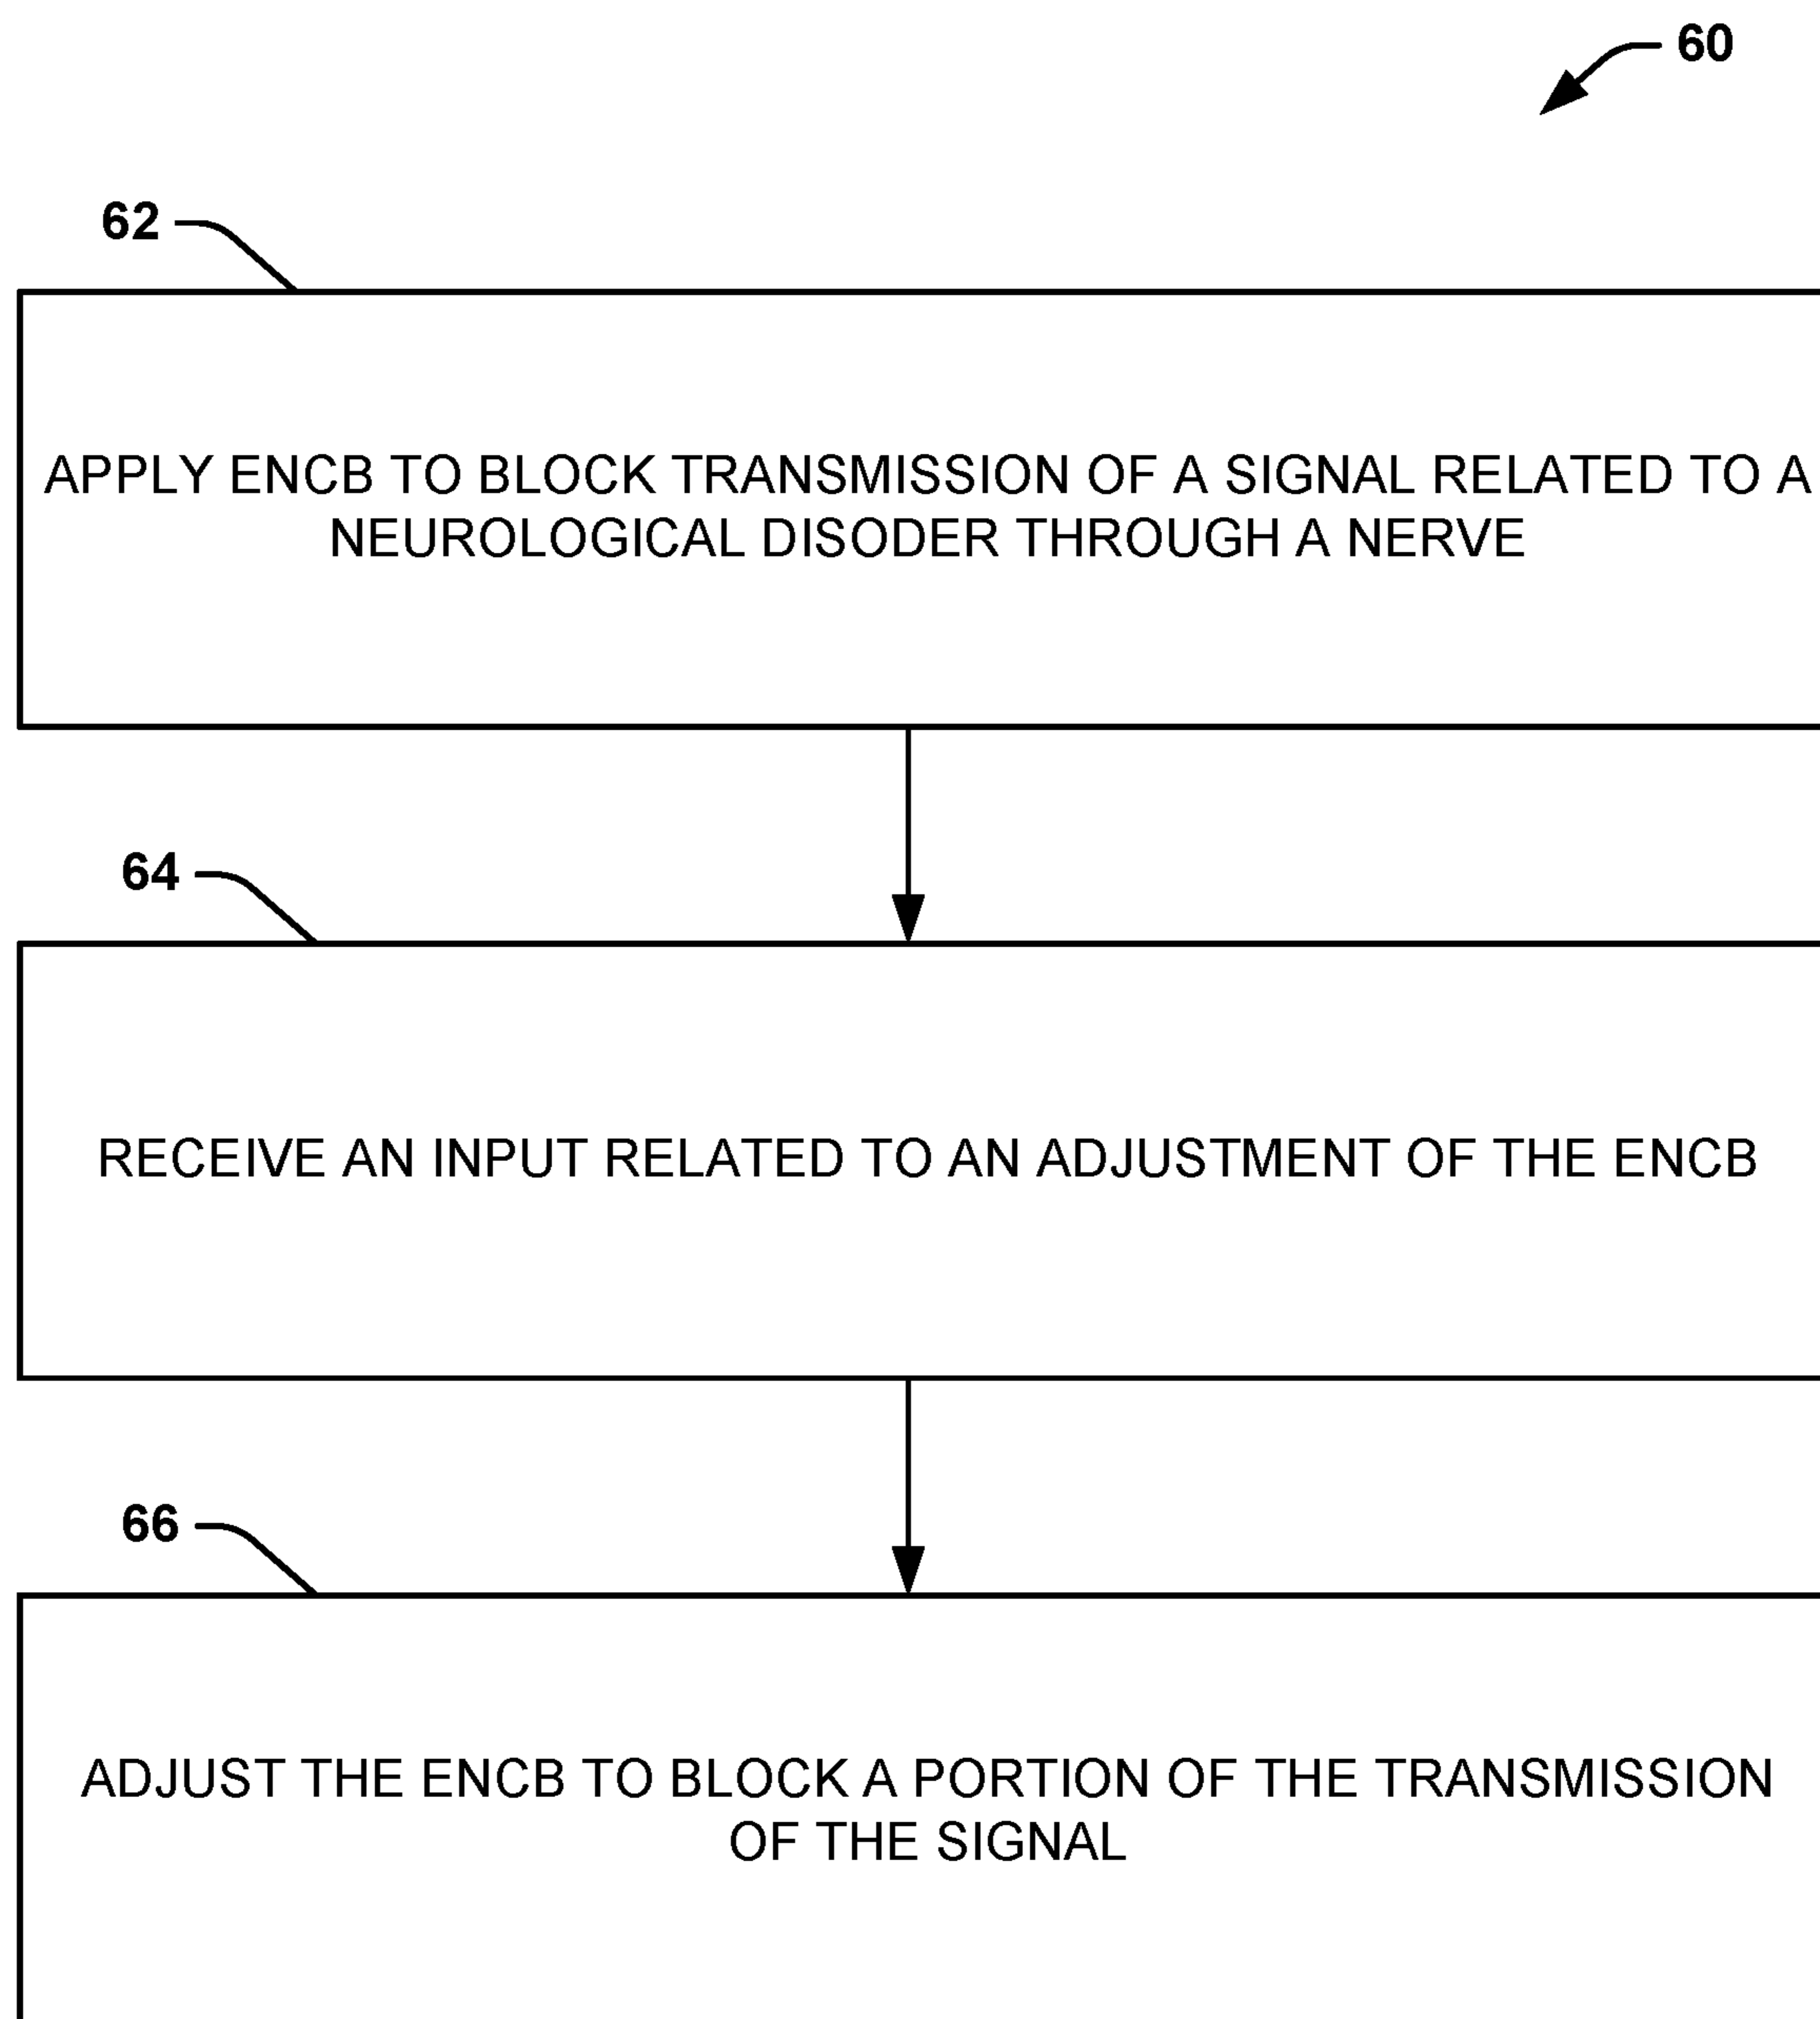 60
62
APPLY ENCB TO BLOCK TRANSMISSION OF A SIGNAL RELATED TO A
NEUROLOGICAL DISODER THROUGH A NERVE
64
RECEIVE AN INPUT RELATED TO AN ADJUSTMENT OF THE ENCB
66
ADJUST THE ENCB TO BLOCK A PORTION OF THE TRANSMISSION
OF THE SIGNAL